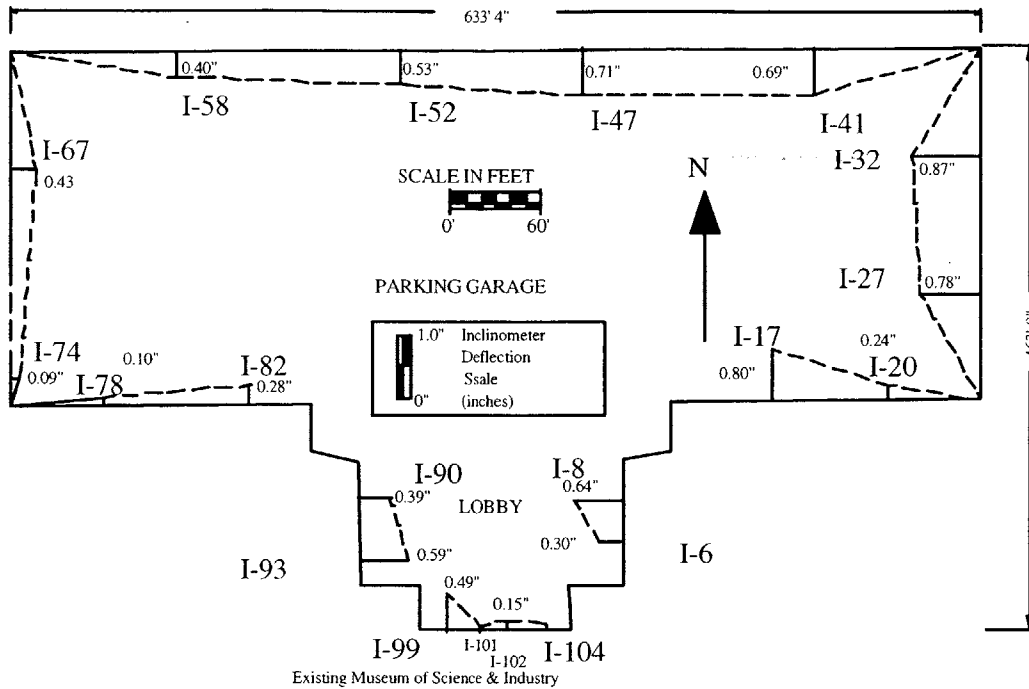 633' 4"
0.40"
0.53"
0.71"
0.69"
I-58
I-52
I-47
I-41
I-67
I-32
0.43
0.87"
SCALE IN FEET
N
0'
60'
I-27
0.78"
PARKING GARAGE
1.0"
Inclinometer
Deflection
Ssale
(inches)
0"
I-74
0.10"
I-82
0.09"
I-78
0.28"
I-17
0.24"
0.80"
I-20
I-90
I-8
0.39"
0.64"
LOBBY
0.30"
0.59"
I-93
I-6
0.49"
0.15"
I-99
I-101
I-102
I-104
Existing Museum of Science & Industry